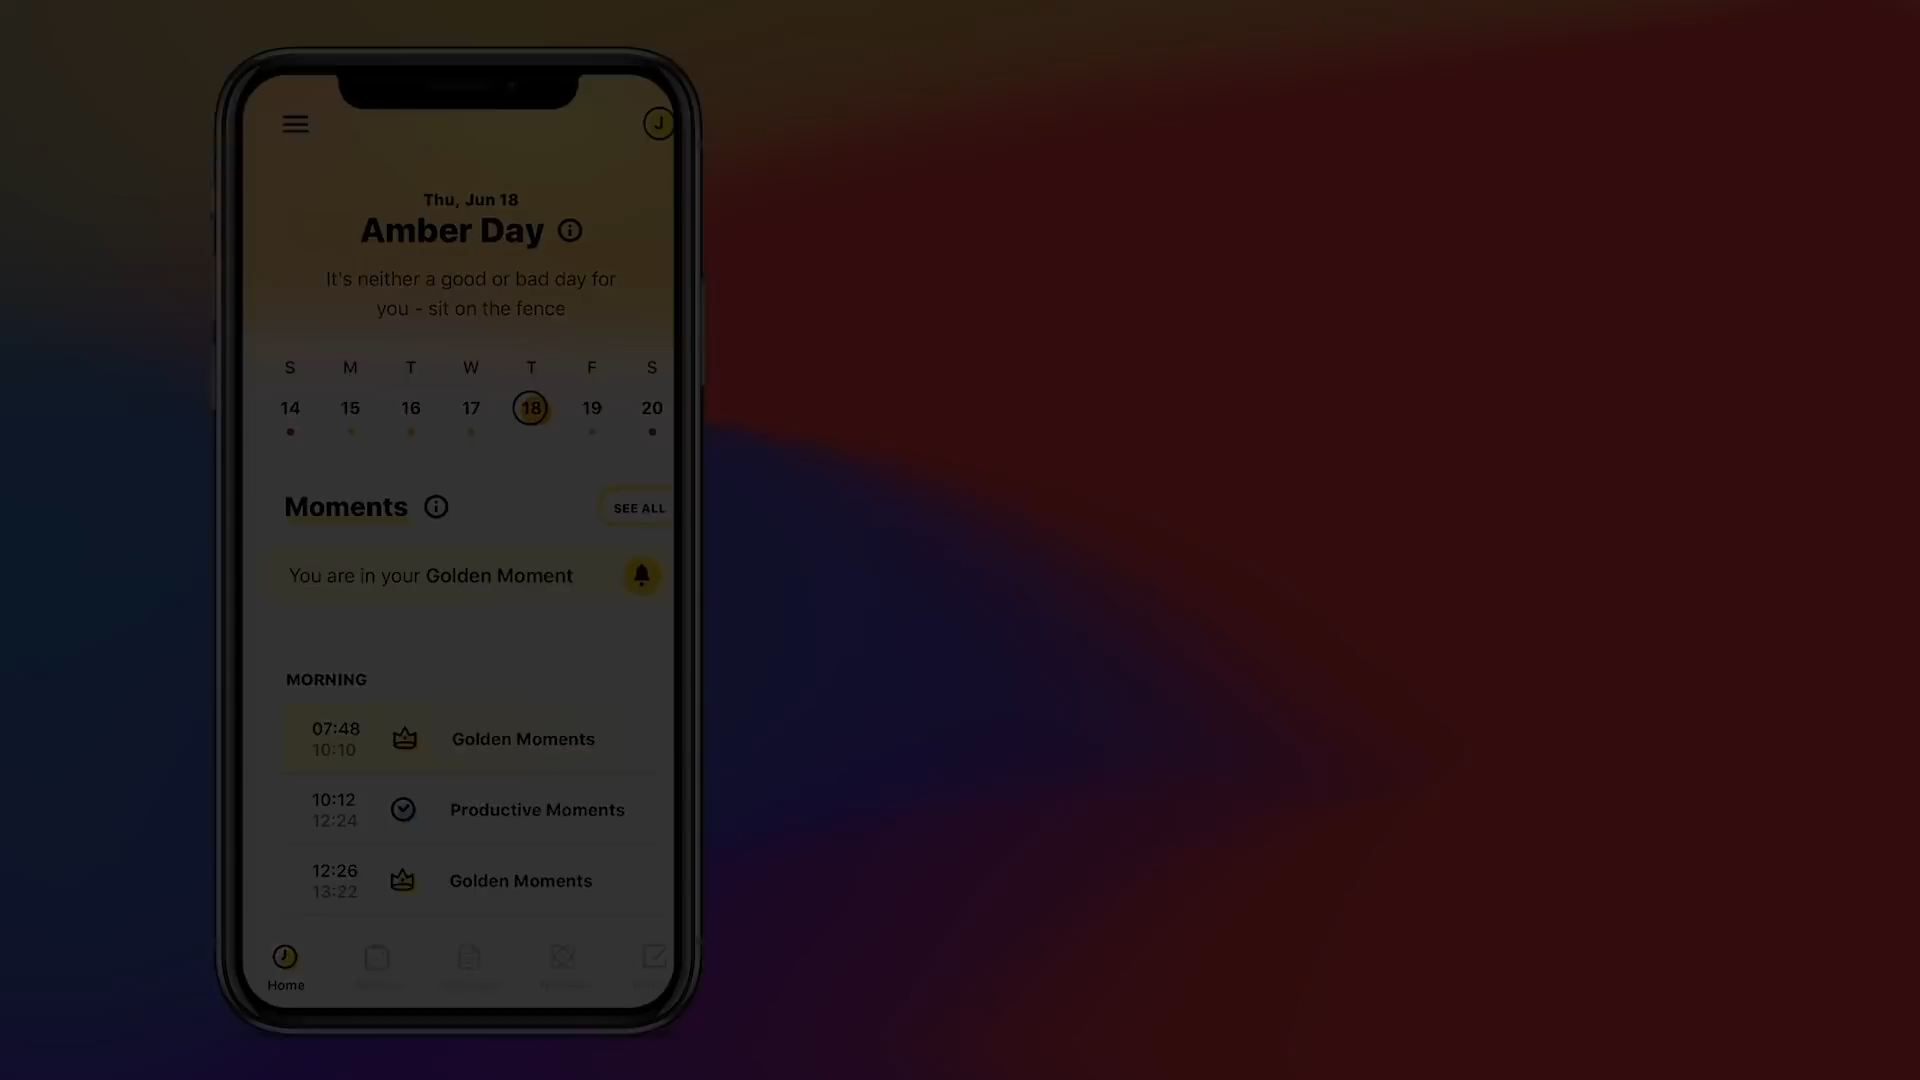 J
Thu, Jun 18
Amber Day
It's neither a good or bad day for
you - sit on the fence
S M T W T F S
14 15 16 17 18 19 20
Moments
SEE ALL
You are in your Golden Moment
MORNING
07:48
10:10
Golden Moments
10:12
12:24
Productive Moments
12:26
13:22
Golden Moments
Home